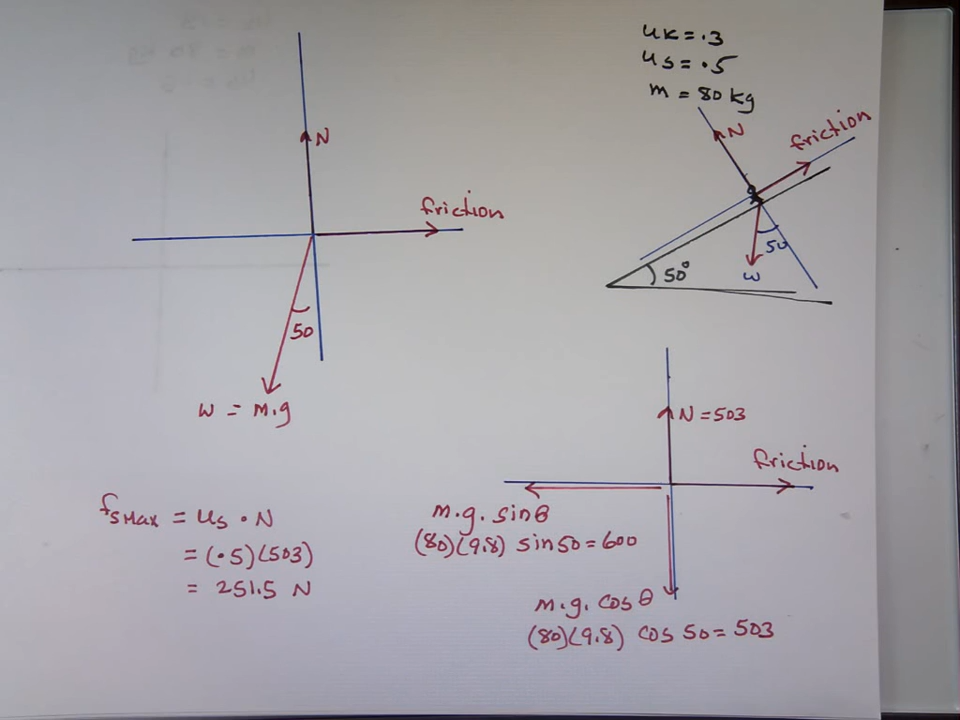 uk = .3
us = .5
m = 80 kg
N
friction
50
w = m.g
N
friction
50
w
50°
N = 503
friction
m.g. sinθ
(80)(9.8) sin50 = 600
m.g. cosθ
(80)(9.8) cos 50 = 503
fsmax = us . N
= (.5)(503)
= 251.5 N